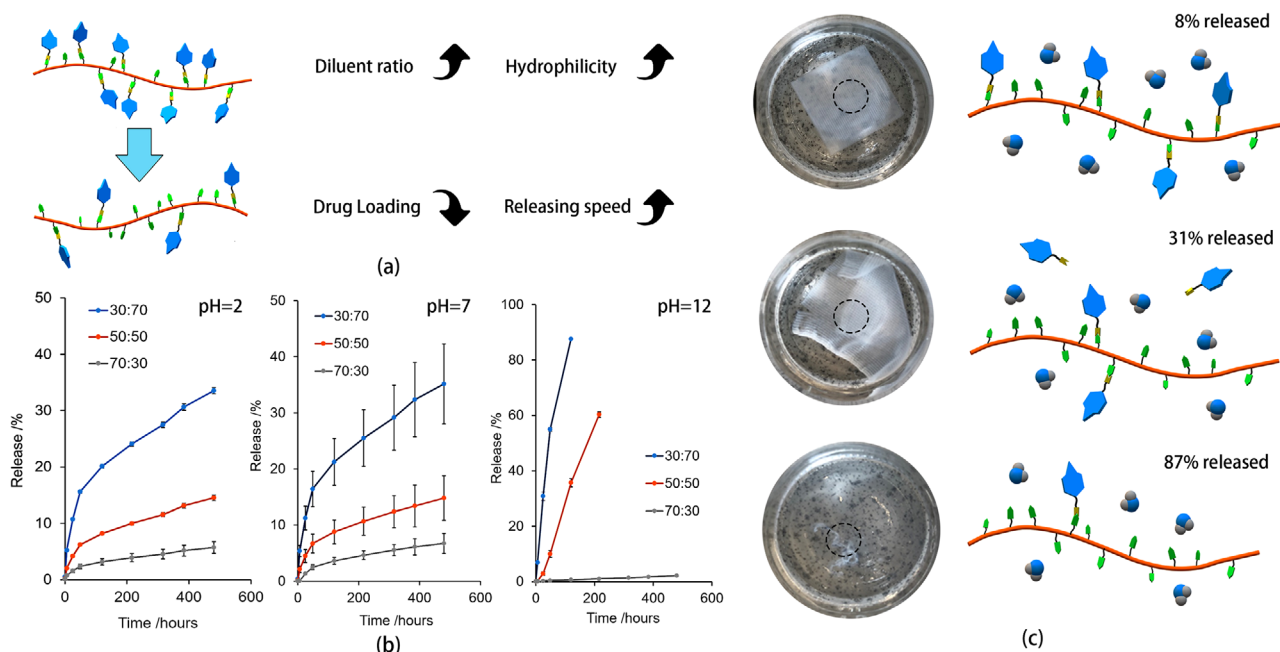 Diluent ratio
Hydrophilicity
Drug Loading
Releasing speed
(a)
50
40
30
20
10
0
Release /%
pH=2
30:70
50:50
70:30
0
200
400
600
Time /hours
50
40
30
20
10
0
Release /%
pH=7
30:70
50:50
70:30
0
200
400
600
Time /hours
100
80
60
40
20
0
Release /%
pH=12
30:70
50:50
70:30
0
200
400
600
Time /hours
(b)
8% released
31% released
87% released
(c)